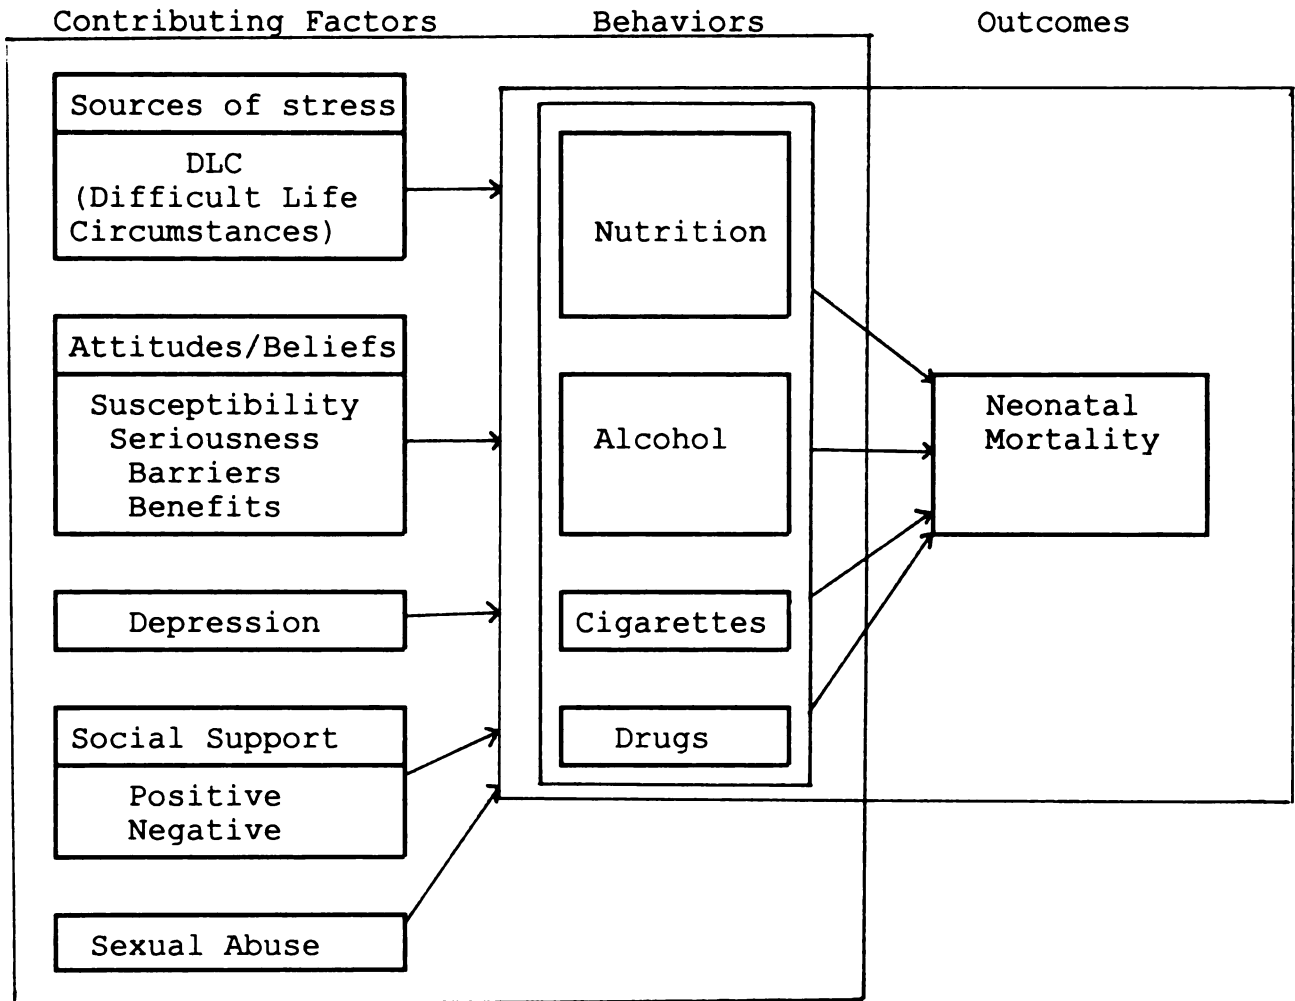 Contributing Factors Behaviors Outcomes
Sources of stress
DLC
(Difficult Life
Circumstances)
Attitudes/Beliefs
Susceptibility
Seriousness
Barriers
Benefits
Depression
Social Support
Positive
Negative
Sexual Abuse
Nutrition
Alcohol
Cigarettes
Drugs
Neonatal
Mortality